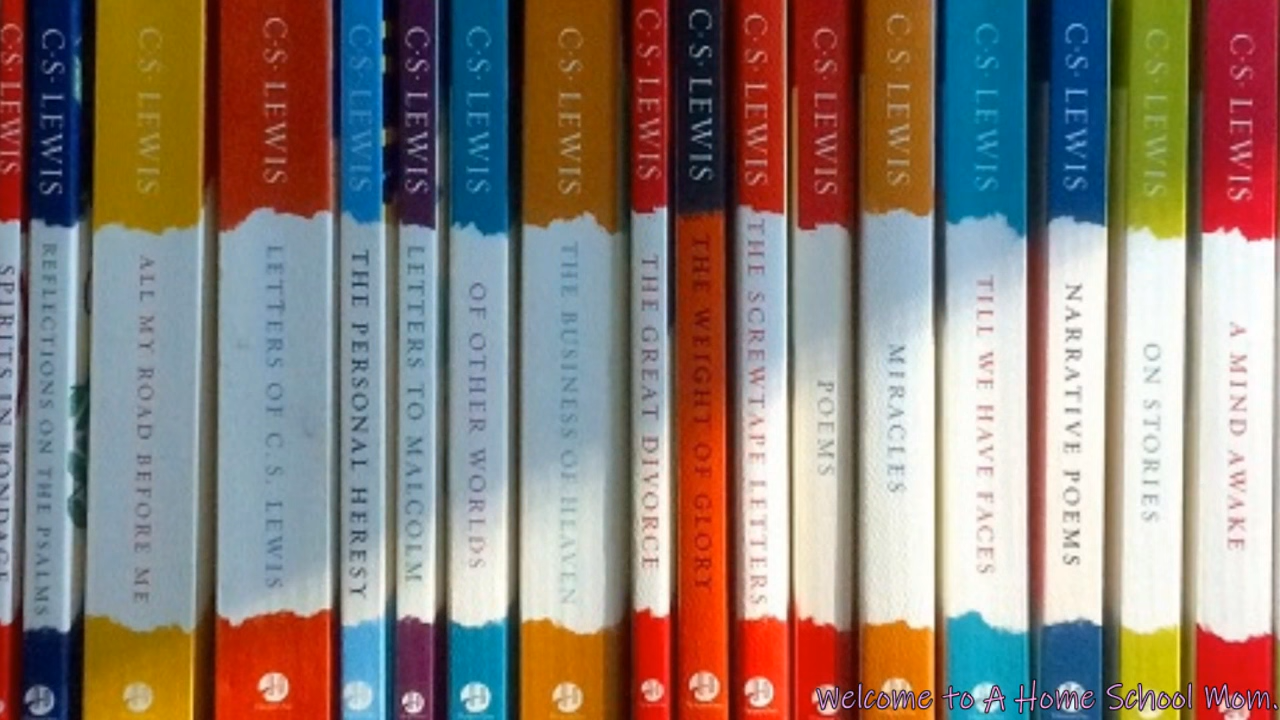 C·S·LEWIS
SPIRITS IN BONDAGE
C·S·LEWIS
REFLECTIONS ON THE PSALMS
C·S·LEWIS
ALL MY ROAD BEFORE ME
C·S·LEWIS
LETTERS OF C. S. LEWIS
C·S·LEWIS
THE PERSONAL HERESY
C·S·LEWIS
LETTERS TO MALCOLM
C·S·LEWIS
OF OTHER WORLDS
C·S·LEWIS
THE BUSINESS OF HEAVEN
C·S·LEWIS
THE GREAT DIVORCE
C·S·LEWIS
THE WEIGHT OF GLORY
C·S·LEWIS
THE SCREWTAPE LETTERS
C·S·LEWIS
POEMS
C·S·LEWIS
MIRACLES
C·S·LEWIS
TILL WE HAVE FACES
C·S·LEWIS
NARRATIVE POEMS
C·S·LEWIS
ON STORIES
C·S·LEWIS
A MIND AWAKE
Welcome to A Home School Mom.